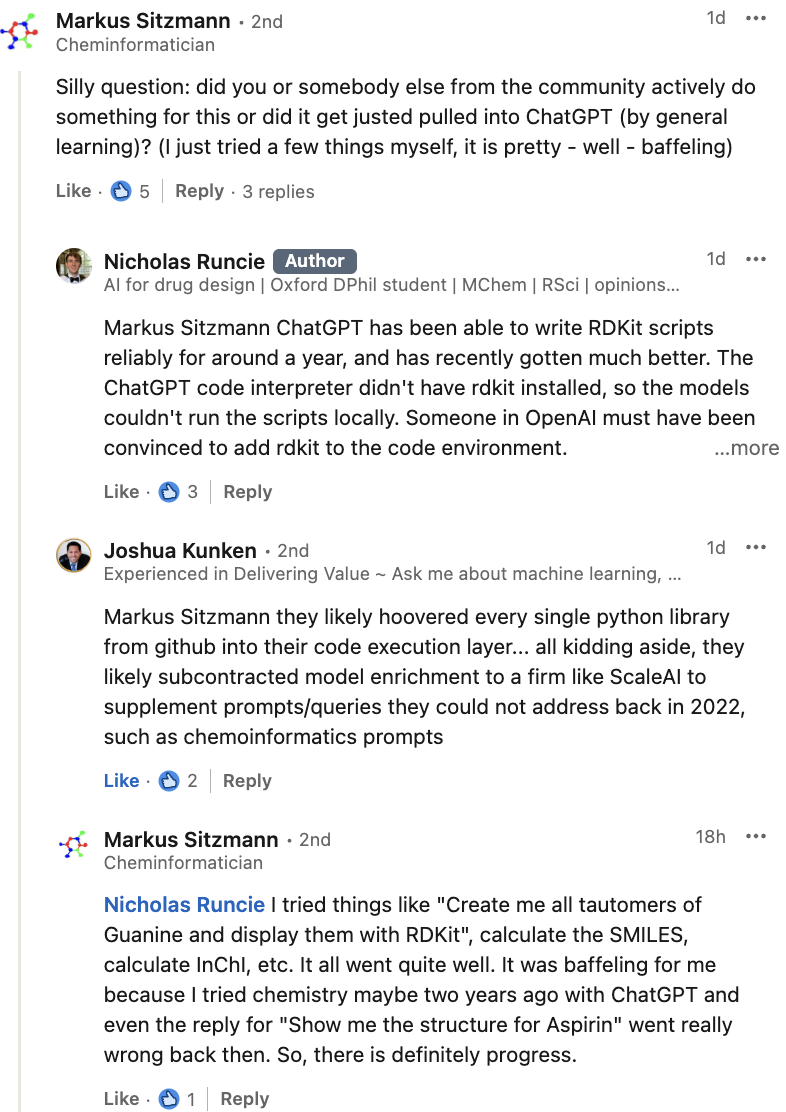 Markus Sitzmann • 2nd
1d •••
Cheminformatician
Silly question: did you or somebody else from the community actively do
something for this or did it get justed pulled into ChatGPT (by general
learning)? (I just tried a few things myself, it is pretty - well - baffeling)
Like · 5 | Reply · 3 replies
Nicholas Runcie Author
1d •••
AI for drug design | Oxford DPhil student | MChem | RSci | opinions...
Markus Sitzmann ChatGPT has been able to write RDKit scripts
reliably for around a year, and has recently gotten much better. The
ChatGPT code interpreter didn't have rdkit installed, so the models
couldn't run the scripts locally. Someone in OpenAI must have been
convinced to add rdkit to the code environment. ...more
Like · 3 | Reply
Joshua Kunken • 2nd
1d •••
Experienced in Delivering Value ~ Ask me about machine learning, ...
Markus Sitzmann they likely hoovered every single python library
from github into their code execution layer... all kidding aside, they
likely subcontracted model enrichment to a firm like ScaleAI to
supplement prompts/queries they could not address back in 2022,
such as chemoinformatics prompts
Like · 2 | Reply
Markus Sitzmann • 2nd
18h •••
Cheminformatician
Nicholas Runcie I tried things like "Create me all tautomers of
Guanine and display them with RDKit", calculate the SMILES,
calculate InChI, etc. It all went quite well. It was baffeling for me
because I tried chemistry maybe two years ago with ChatGPT and
even the reply for "Show me the structure for Aspirin" went really
wrong back then. So, there is definitely progress.
Like · 1 | Reply